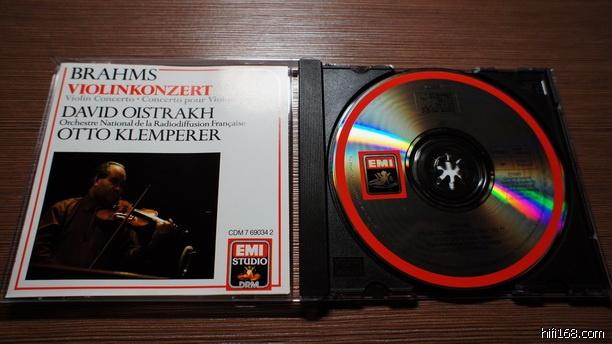 BRAHMS
VIOLINKONZERT
Violin Concerto · Concerto pour Violon
DAVID OISTRAKH
Orchestre National de la Radiodiffusion Française
OTTO KLEMPERER
CDM 7 69034 2
EMI
STUDIO
DRM
EMI
hifi168.com